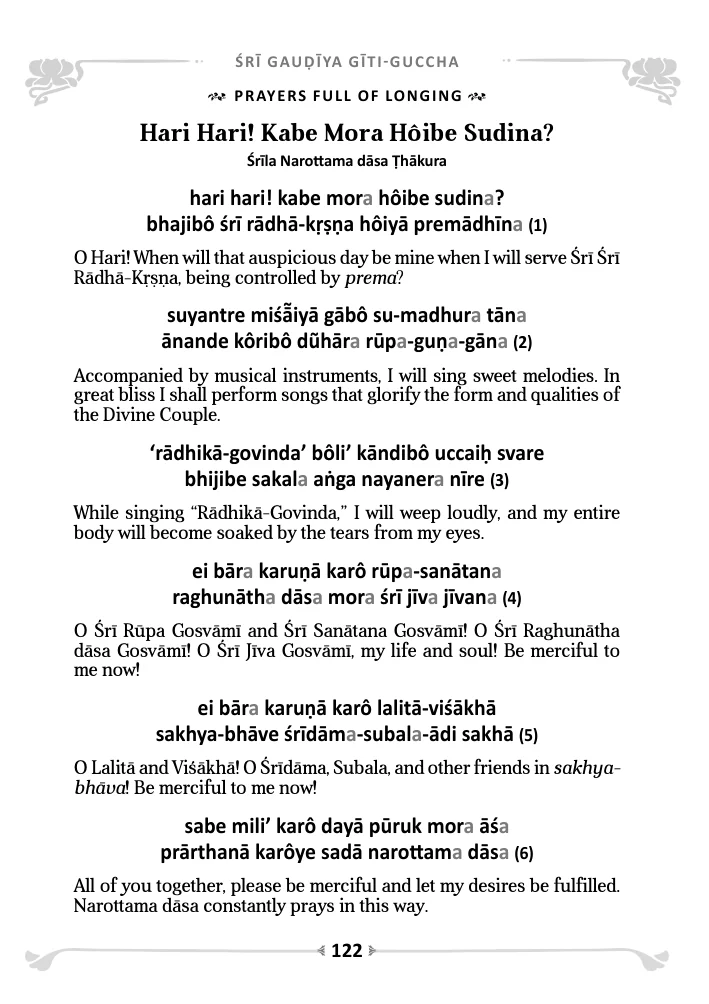 ŚRĪ GAUḌĪYA GĪTI-GUCCHA
PRAYERS FULL OF LONGING
Hari Hari! Kabe Mora Hôibe Sudina?
Śrīla Narottama dāsa Ṭhākura
hari hari! kabe mora hôibe sudina?
bhajibô śrī rādhā-kṛṣṇa hôiyā premādhīna (1)
O Hari! When will that auspicious day be mine when I will serve Śrī Śrī
Rādhā-Kṛṣṇa, being controlled by prema?
suyantre miśā̃iyā gābô su-madhura tāna
ānande kôribô dũhāra rūpa-guṇa-gāna (2)
Accompanied by musical instruments, I will sing sweet melodies. In
great bliss I shall perform songs that glorify the form and qualities of
the Divine Couple.
‘rādhikā-govinda’ bôli’ kāndibô uccaiḥ svare
bhijibe sakala aṅga nayanera nīre (3)
While singing “Rādhikā-Govinda,” I will weep loudly, and my entire
body will become soaked by the tears from my eyes.
ei bāra karuṇā karô rūpa-sanātana
raghunātha dāsa mora śrī jīva jīvana (4)
O Śrī Rūpa Gosvāmī and Śrī Sanātana Gosvāmī! O Śrī Raghunātha
dāsa Gosvāmī! O Śrī Jīva Gosvāmī, my life and soul! Be merciful to
me now!
ei bāra karuṇā karô lalitā-viśākhā
sakhya-bhāve śrīdāma-subala-ādi sakhā (5)
O Lalitā and Viśākhā! O Śrīdāma, Subala, and other friends in sakhya-
bhāva! Be merciful to me now!
sabe mili’ karô dayā pūruk mora āśa
prārthanā karôye sadā narottama dāsa (6)
All of you together, please be merciful and let my desires be fulfilled.
Narottama dāsa constantly prays in this way.
122